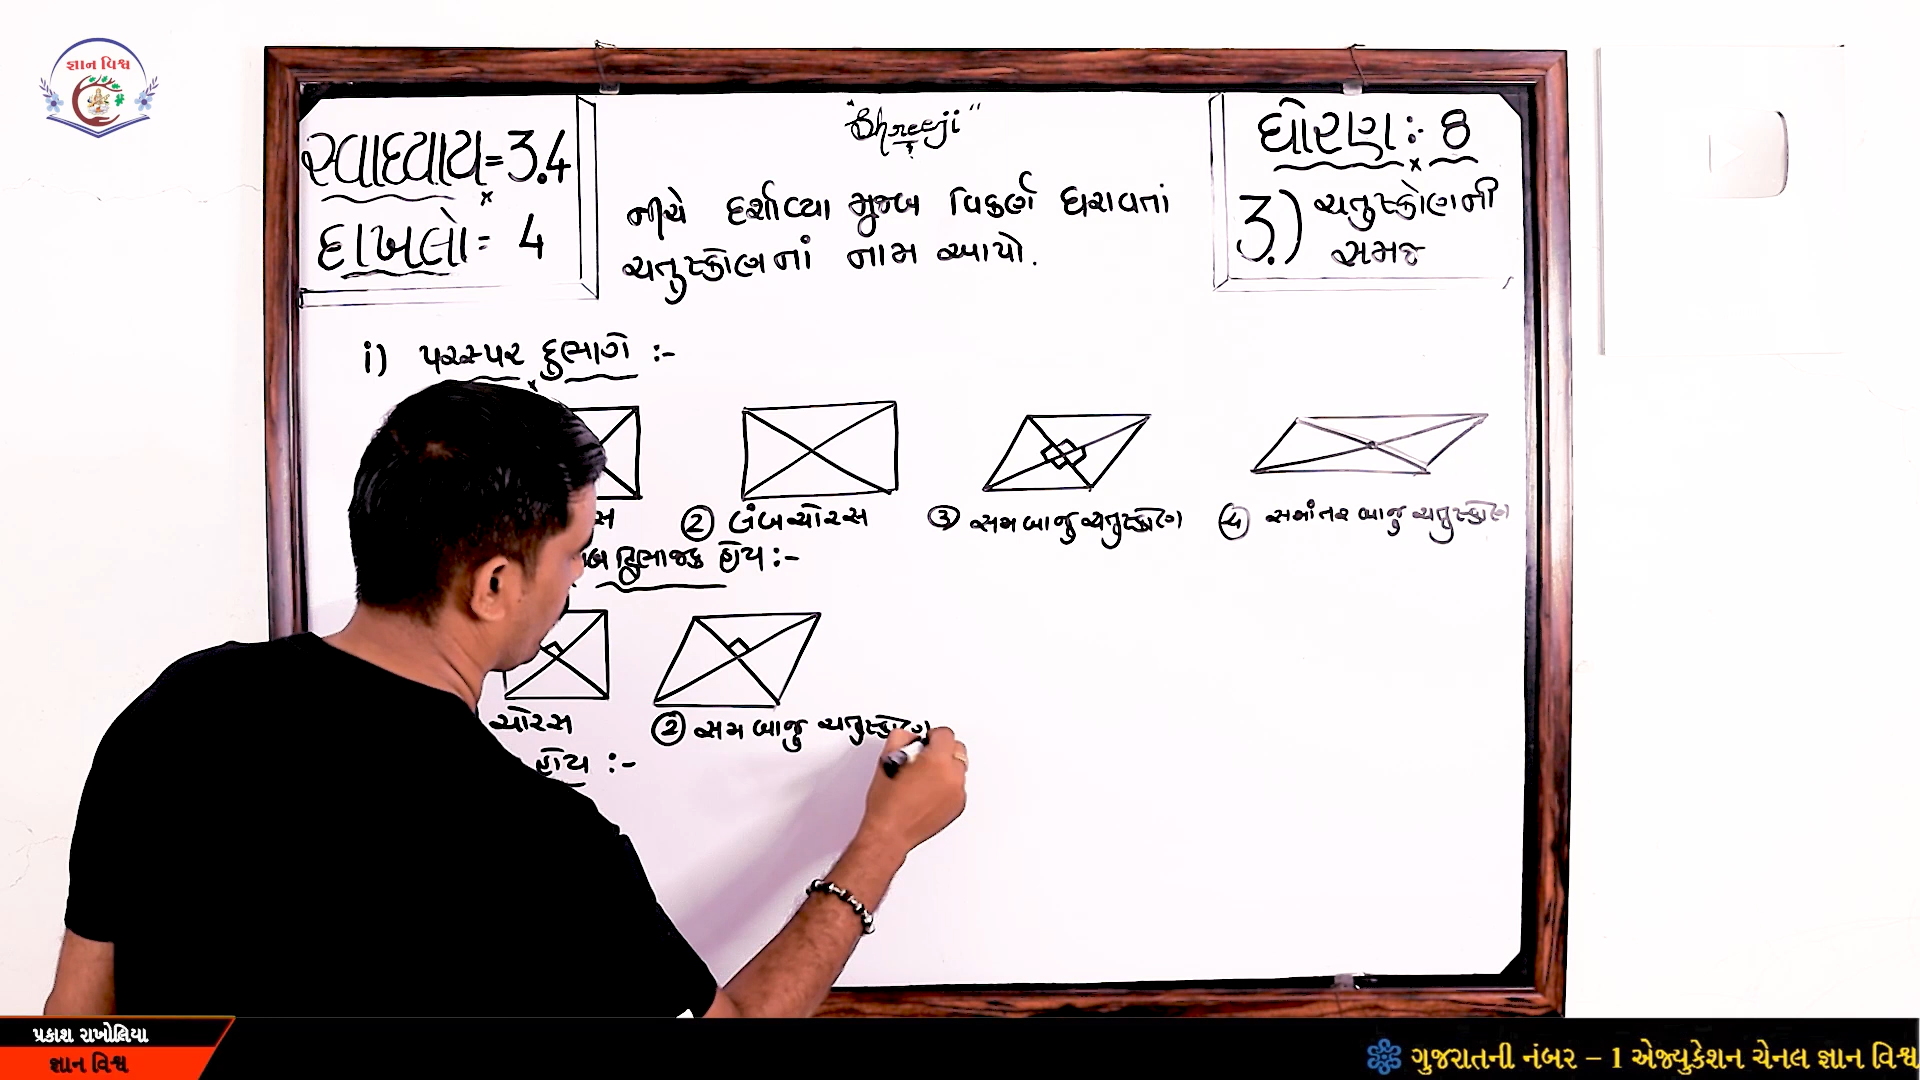 જ્ઞાન વિશ્વ
સ્વાધ્યાય = 3.4
દાખલો = 4
"Shreeji"
નીચે દર્શાવ્યા મુજબ વિકર્ણ ધરાવતાં
ચતુષ્કોણનાં નામ આપો.
ધોરણ :- 8
3.) ચતુષ્કોણની
સમજ
i) પરસ્પર દુભાગે :-
સ
② લંબચોરસ
③ સમબાજુ ચતુષ્કોણ
④ સમાંતર બાજુ ચતુષ્કોણ
બ દ્વિભાજક હોય :-
ચોરસ
② સમ બાજુ ચતુષ્કોણ
હોય :-
પ્રકાશ રાખોલિયા
જ્ઞાન વિશ્વ
ગુજરાતની નંબર – 1 એજ્યુકેશન ચેનલ જ્ઞાન વિશ્વ